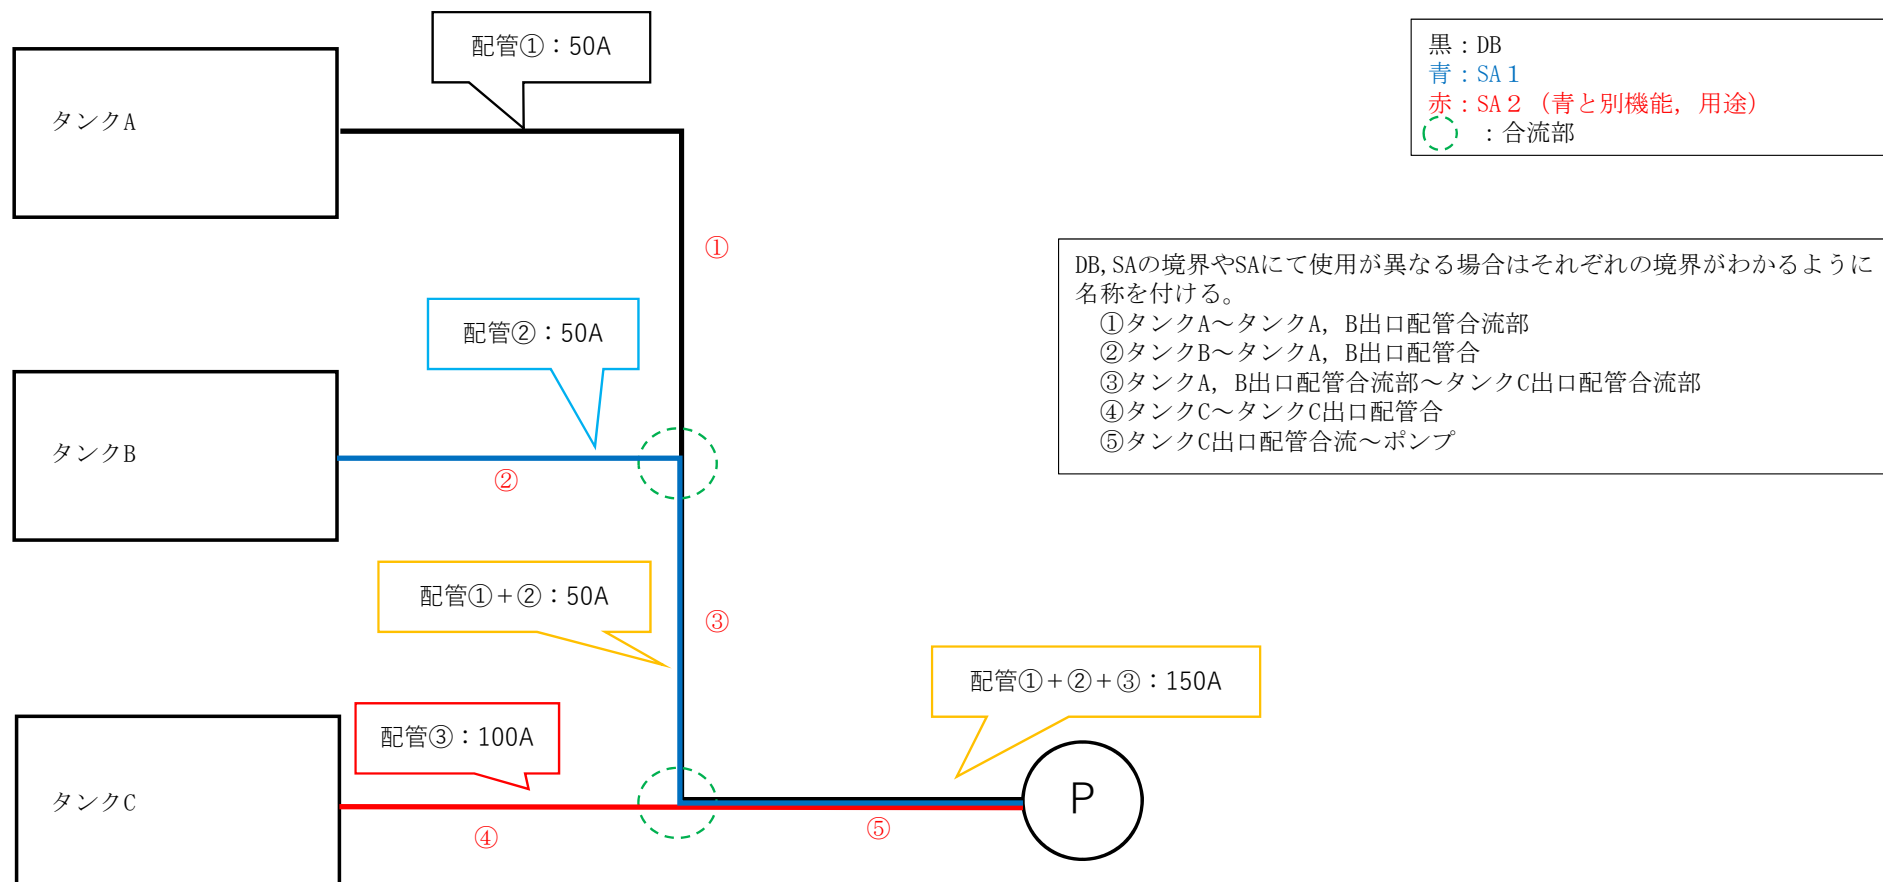 配管①：50A
タンクA
黒：DB
青：SA１
赤：SA２（青と別機能，用途）
：合流部
①
DB,SAの境界やSAにて使用が異なる場合はそれぞれの境界がわかるように
名称を付ける。
①タンクA～タンクA，B出口配管合流部
②タンクB～タンクA，B出口配管合
③タンクA，B出口配管合流部～タンクC出口配管合流部
④タンクC～タンクC出口配管合
⑤タンクC出口配管合流～ポンプ
配管②：50A
タンクB
②
配管①＋②：50A
③
配管①＋②＋③：150A
配管③：100A
タンクC
P
④
⑤